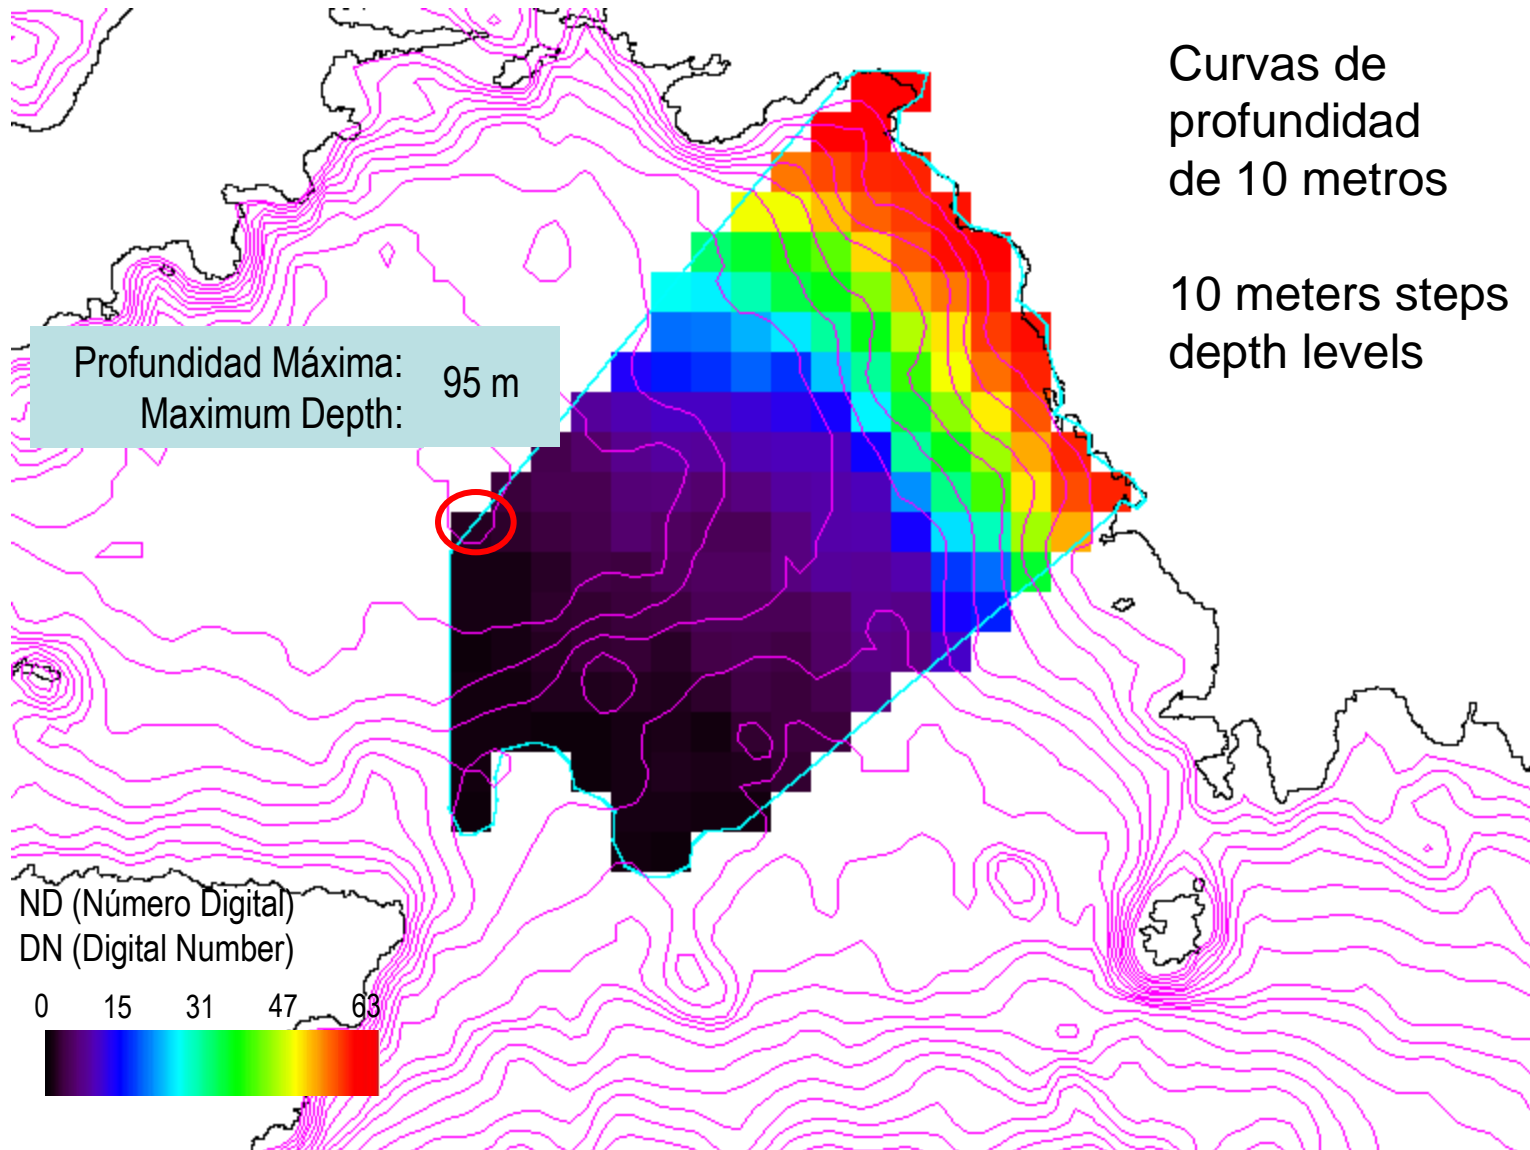 Curvas de
profundidad
de 10 metros
10 meters steps
depth levels
Profundidad Máxima:
Maximum Depth:
95 m
ND (Número Digital)
DN (Digital Number)
0 15 31 47 63